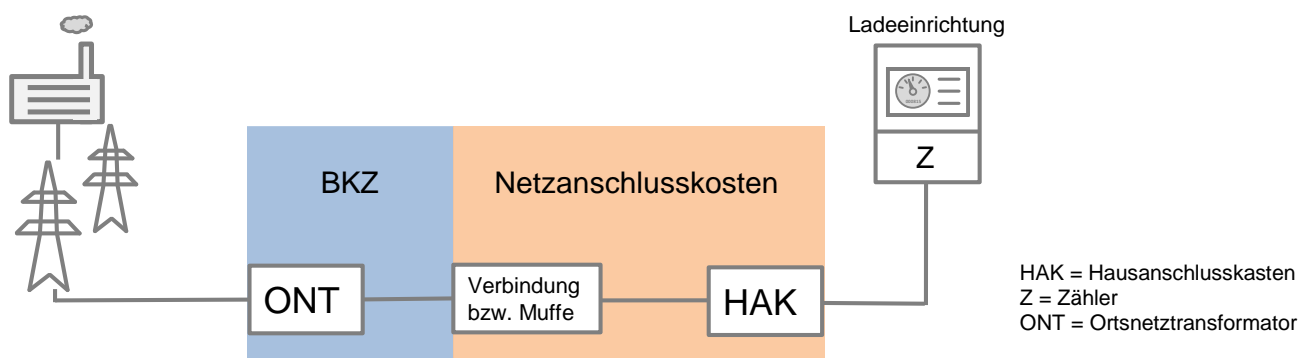 Ladeeinrichtung
Z
BKZ
Netzanschlusskosten
ONT
Verbindung
bzw. Muffe
HAK
HAK = Hausanschlusskasten
Z = Zähler
ONT = Ortsnetztransformator